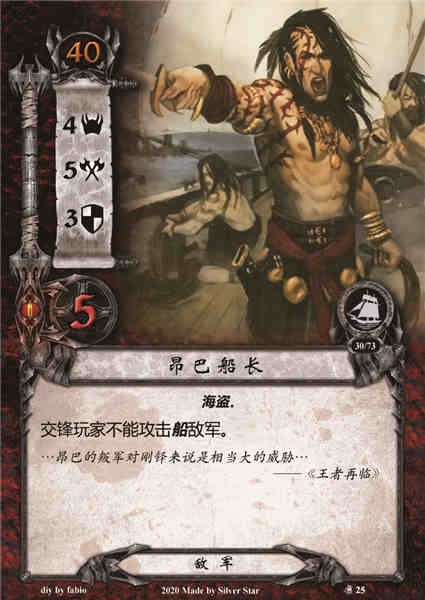 40
4
5
3
5
30/73
昂巴船长
海盗.
交锋玩家不能攻击船敌军。
…昂巴的叛军对刚铎来说是相当大的威胁…
——《王者再临》
敌军
diy by fabio
2020 Made by Silver Star
25